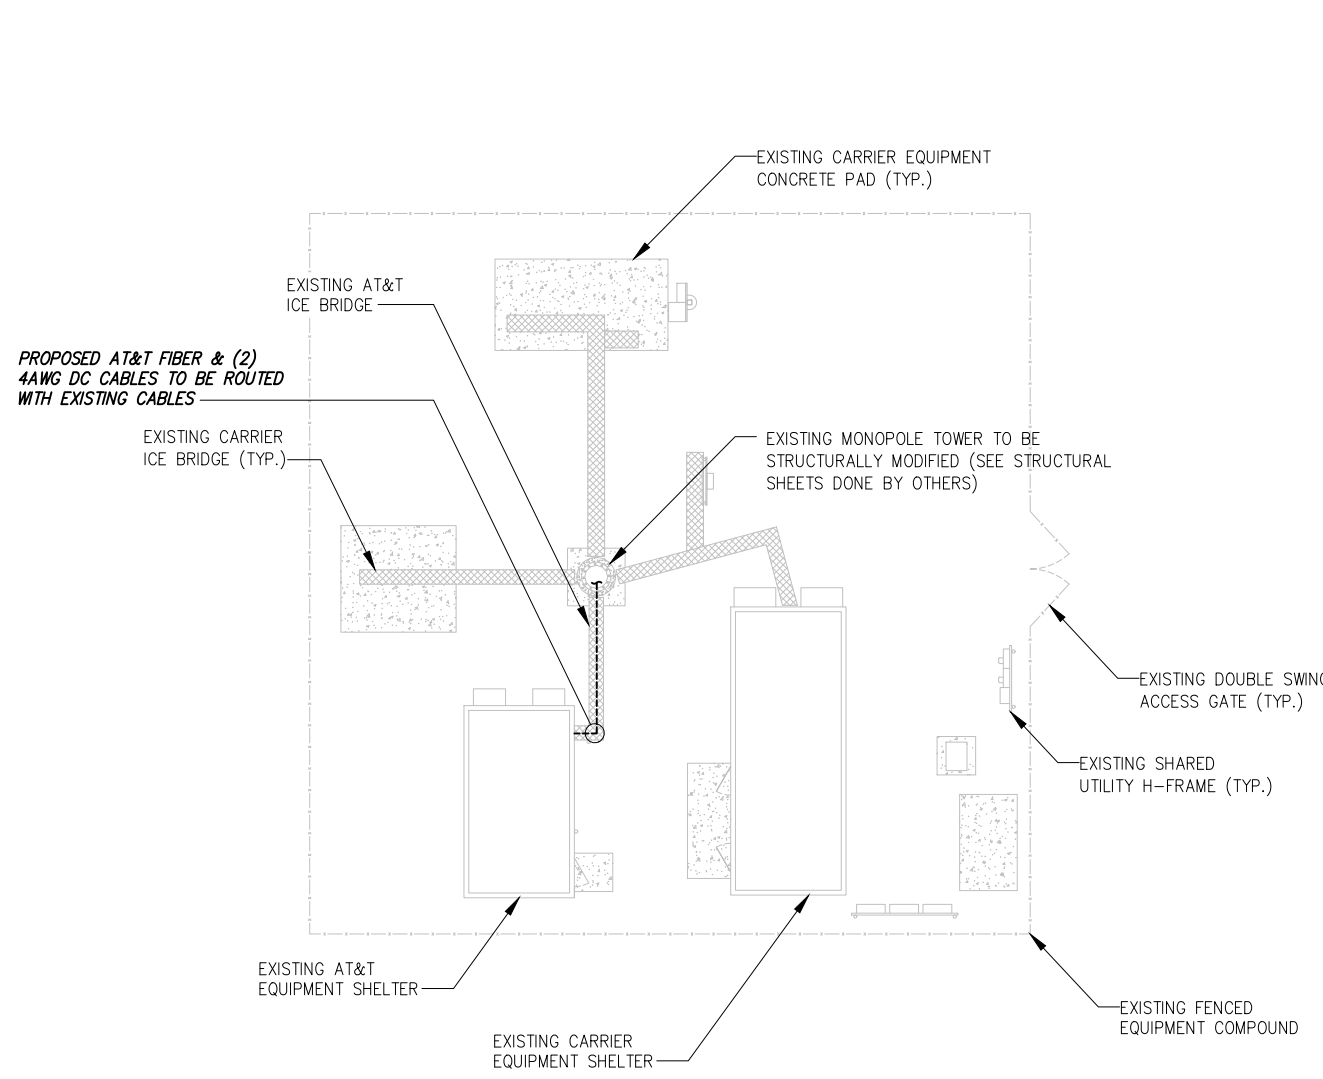 EXISTING CARRIER EQUIPMENT
CONCRETE PAD (TYP.)
EXISTING AT&T
ICE BRIDGE
PROPOSED AT&T FIBER & (2)
4AWG DC CABLES TO BE ROUTED
WITH EXISTING CABLES
EXISTING CARRIER
ICE BRIDGE (TYP.)
EXISTING MONOPOLE TOWER TO BE
STRUCTURALLY MODIFIED (SEE STRUCTURAL
SHEETS DONE BY OTHERS)
EXISTING DOUBLE SWING
ACCESS GATE (TYP.)
EXISTING SHARED
UTILITY H-FRAME (TYP.)
EXISTING AT&T
EQUIPMENT SHELTER
EXISTING FENCED
EQUIPMENT COMPOUND
EXISTING CARRIER
EQUIPMENT SHELTER